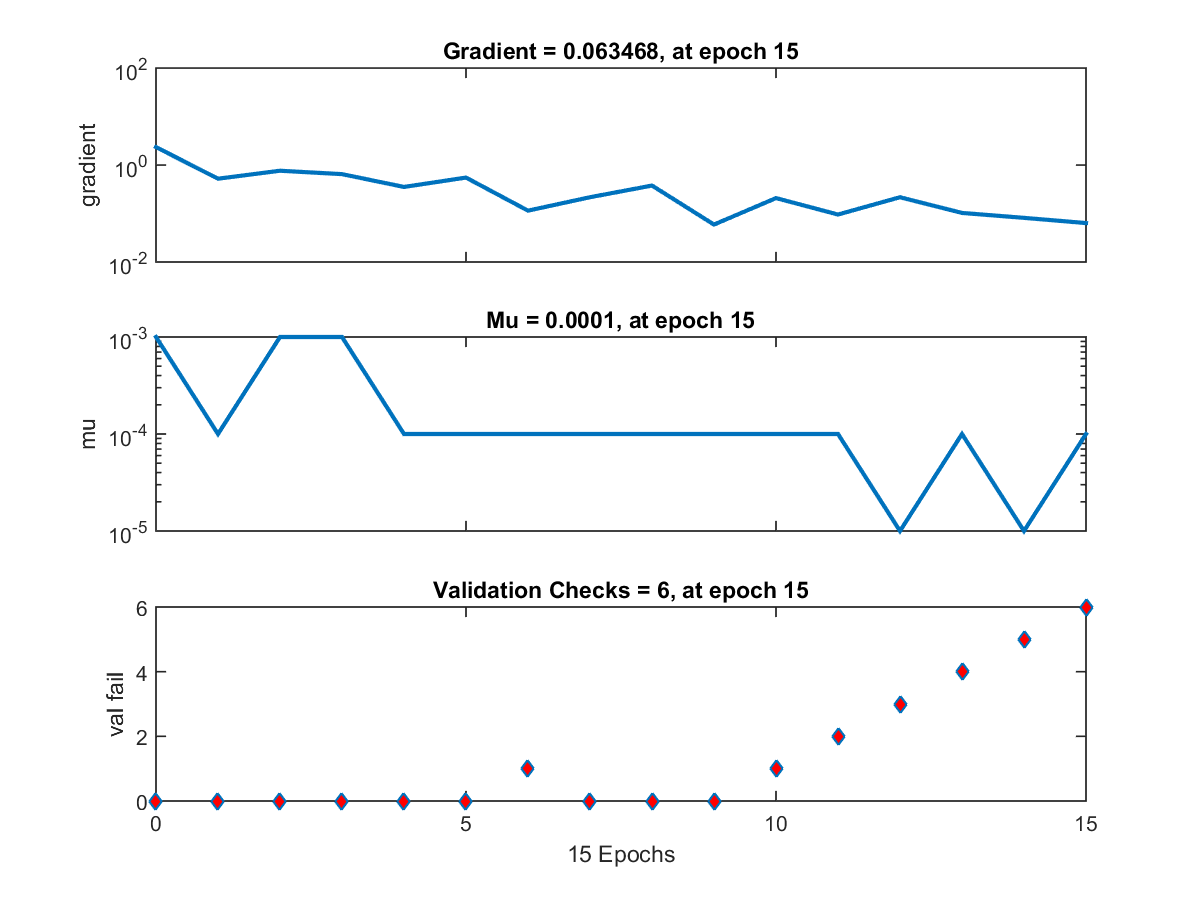 Gradient = 0.063468, at epoch 15
10^2
10^0
10^-2
gradient
Mu = 0.0001, at epoch 15
10^-3
10^-4
10^-5
mu
Validation Checks = 6, at epoch 15
6
4
2
0
val fail
0 5 10 15
15 Epochs